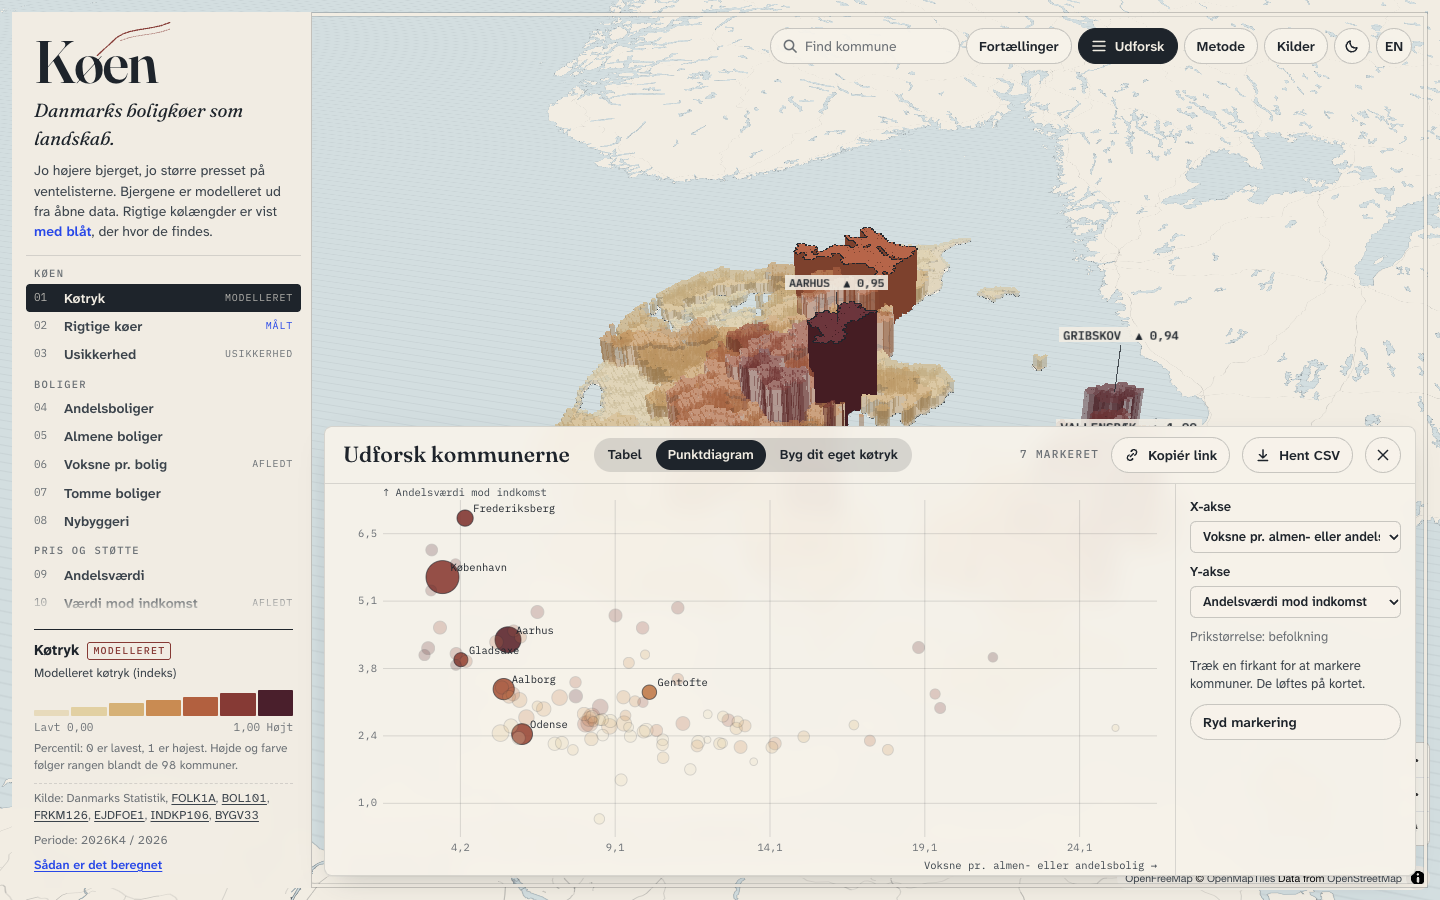 Køen
Danmarks boligkøer som
landskab.
Jo højere bjerget, jo større presset på
ventelisterne. Bjergene er modelleret ud
fra åbne data. Rigtige kølængder er vist
med blåt, der hvor de findes.
KØEN
01 Køtryk MODELLERET
02 Rigtige køer MÅLT
03 Usikkerhed USIKKERHED
BOLIGER
04 Andelsboliger
05 Almene boliger
06 Voksne pr. bolig AFLEDT
07 Tomme boliger
08 Nybyggeri
PRIS OG STØTTE
09 Andelsværdi
10 Værdi mod indkomst AFLEDT
Køtryk MODELLERET
Modelleret køtryk (indeks)
Lavt 0,00 1,00 Højt
Percentil: 0 er lavest, 1 er højest. Højde og farve
følger rangen blandt de 98 kommuner.
Kilde: Danmarks Statistik, FOLK1A, BOL101,
FRKM126, EJDFOE1, INDKP106, BYGV33
Periode: 2026K4 / 2026
Sådan er det beregnet
Find kommune Fortællinger Udforsk Metode Kilder EN
AARHUS ▲ 0,95
GRIBSKOV ▲ 0,94
Udforsk kommunerne Tabel Punktdiagram Byg dit eget køtryk 7 MARKERET Kopiér link Hent CSV
↑ Andelsværdi mod indkomst
Frederiksberg
6,5
København
5,1
Aarhus
Gladsaxe
3,8
Aalborg
Gentofte
Odense
2,4
1,0
4,2 9,1 14,1 19,1 24,1
Voksne pr. almen- eller andelsbolig →
X-akse
Voksne pr. almen- eller andels
Y-akse
Andelsværdi mod indkomst
Prikstørrelse: befolkning
Træk en firkant for at markere
kommuner. De løftes på kortet.
Ryd markering
OpenFreeMap © OpenMapTiles Data from OpenStreetMap